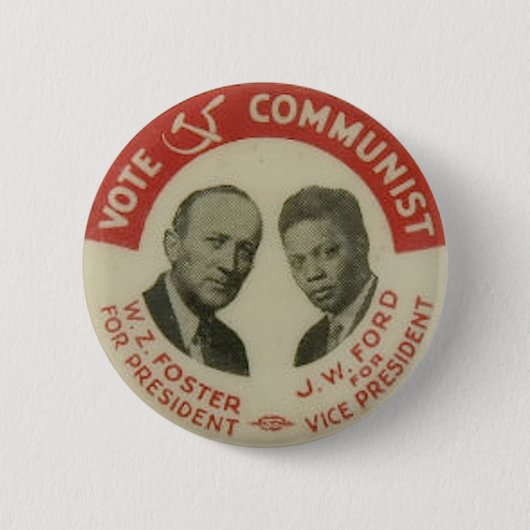 VOTE COMMUNIST
W. Z. FOSTER
FOR PRESIDENT
J. W. FORD
FOR
VICE PRESIDENT